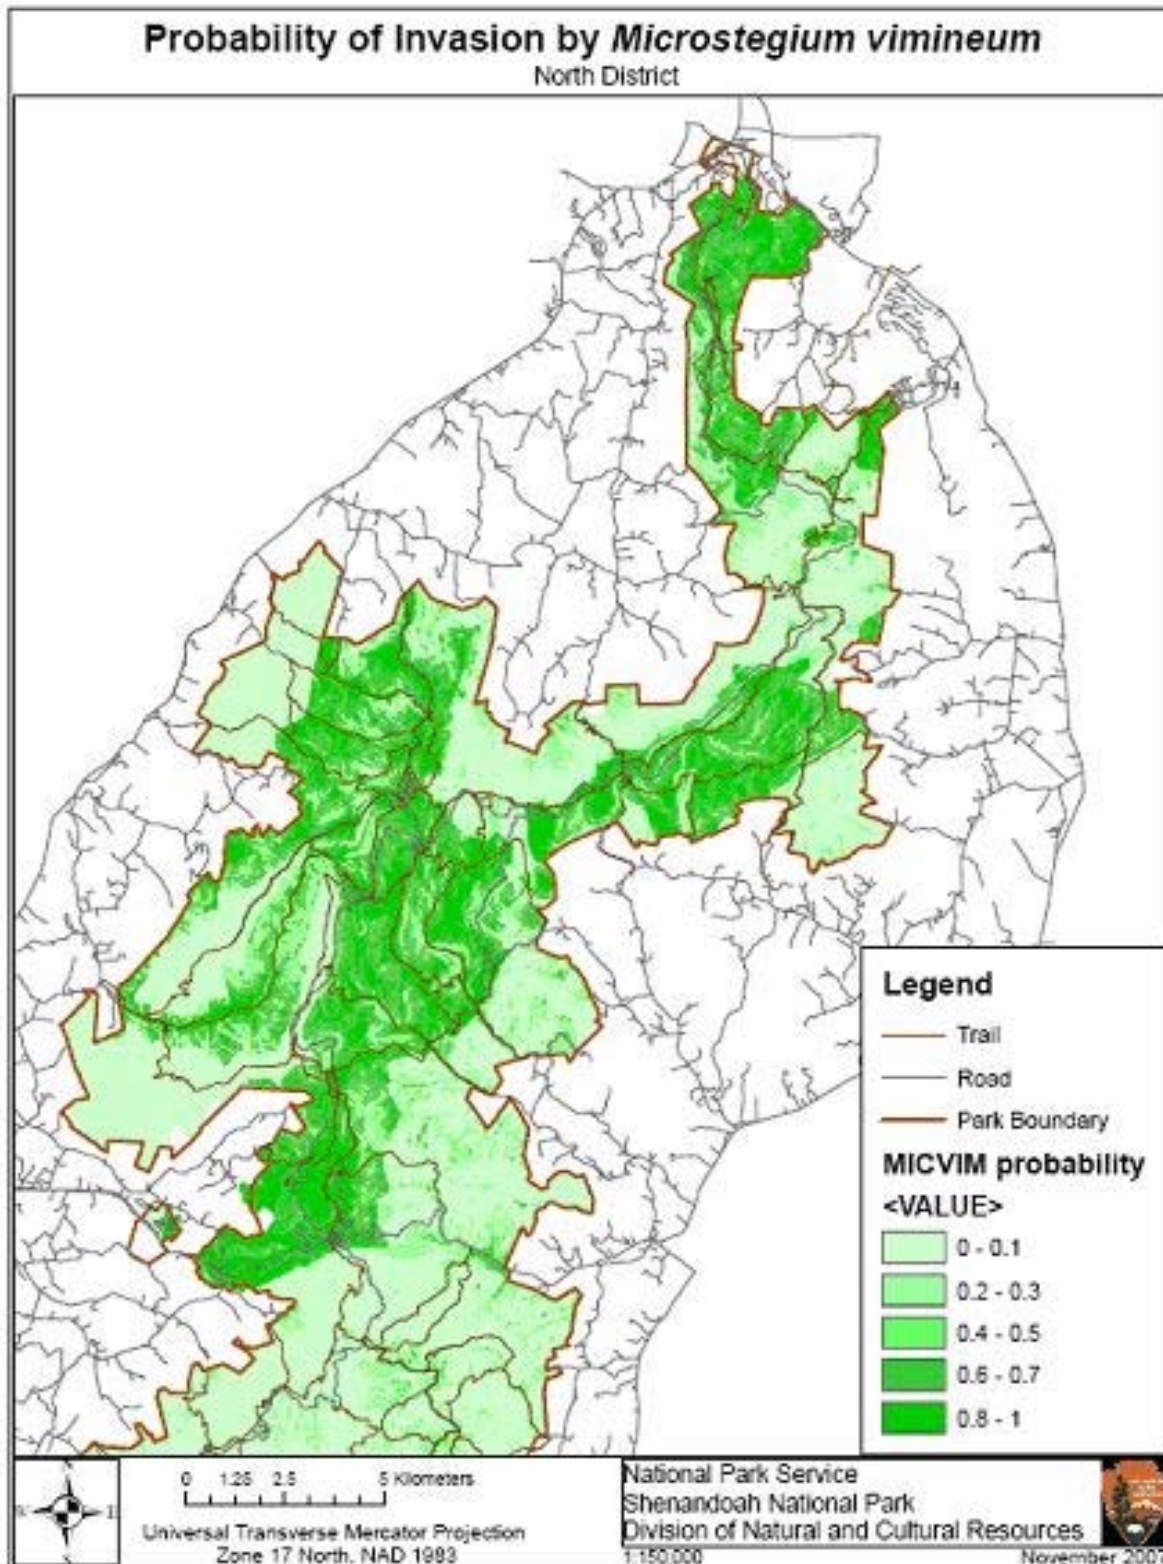 Probability of Invasion by Microstegium vimineum
North District
Legend
Trail
Road
Park Boundary
MICVIM probability
<VALUE>
0 - 0.1
0.2 - 0.3
0.4 - 0.5
0.6 - 0.7
0.8 - 1
0 1.25 2.5 5 Kilometers
Universal Transverse Mercator Projection
Zone 17 North, NAD 1983
National Park Service
Shenandoah National Park
Division of Natural and Cultural Resources
1:150,000 November